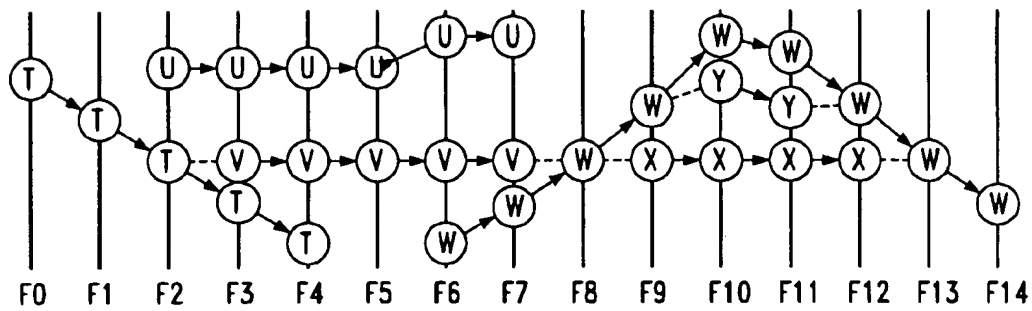 U U W
T U U U U W
Y
T W Y W
T V V V V V W X X X X W
T W W
T W
F0 F1 F2 F3 F4 F5 F6 F7 F8 F9 F10 F11 F12 F13 F14